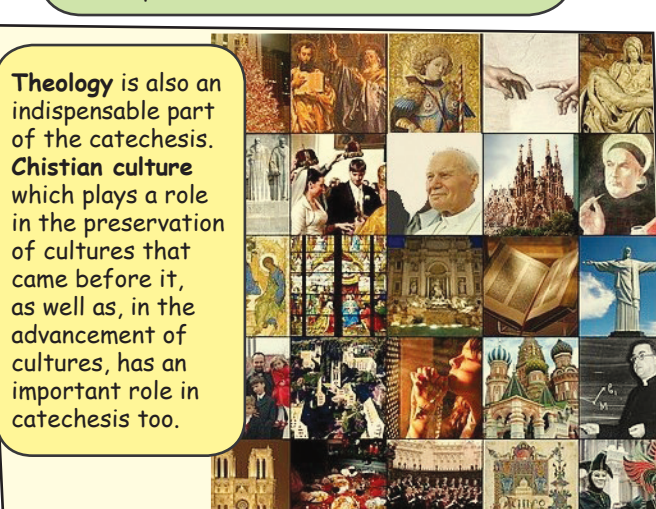 Theology is also an
indispensable part
of the catechesis.
Chistian culture
which plays a role
in the preservation
of cultures that
came before it,
as well as, in the
advancement of
cultures, has an
important role in
catechesis too.